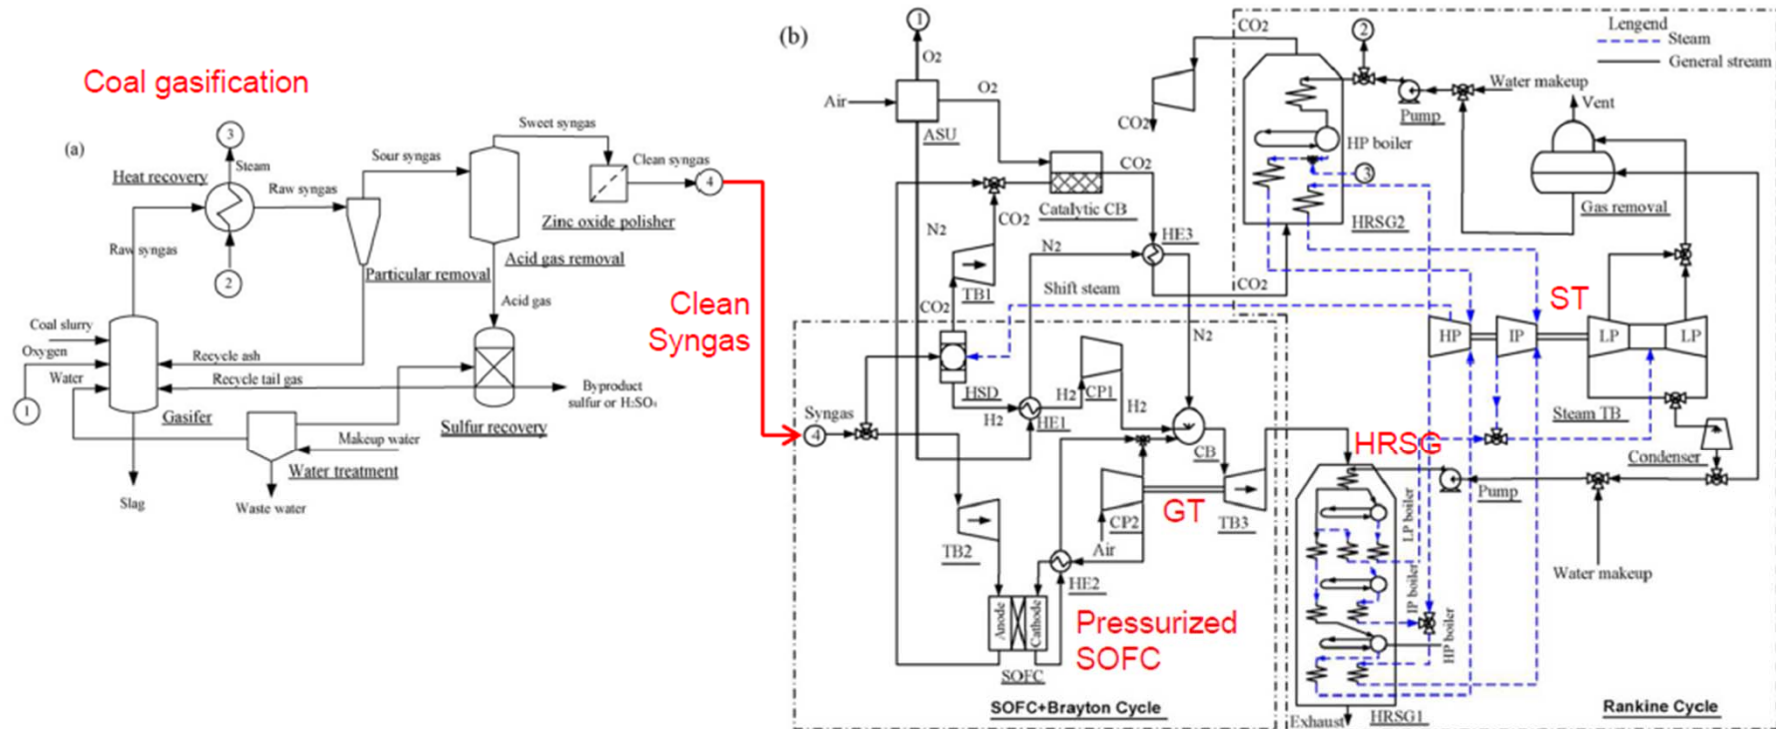 Coal gasification
(a)
3
Steam
Heat recovery
Raw syngas
Sour syngas
Sweet syngas
Clean syngas
4
Zinc oxide polisher
Raw syngas
2
Particular removal
Acid gas removal
Acid gas
Coal slurry
Oxygen
Water
1
Recycle ash
Recycle tail gas
Gasifer
Makeup water
Water treatment
Sulfur recovery
Byproduct
sulfur or H2SO4
Slag
Waste water
Clean
Syngas
(b)
1
O2
Air
ASU
O2
CO2
CO2
Catalytic CB
CO2
N2
CO2
TB1
N2
HE3
CO2
Shift steam
CO2
N2
HSD
H2
HE1
H2
CP1
H2
Syngas
4
CB
CP2
Air
GT
TB3
TB2
HE2
Anode
Cathode
SOFC
Pressurized
SOFC
SOFC+Brayton Cycle
2
Lengend
Steam
General stream
Water makeup
Pump
Vent
HP boiler
3
HRSG2
Gas removal
ST
HP
IP
LP
LP
Steam TB
Condenser
HRSG
Pump
Water makeup
LP boiler
IP boiler
HP boiler
Exhaust
HRSG1
Rankine Cycle